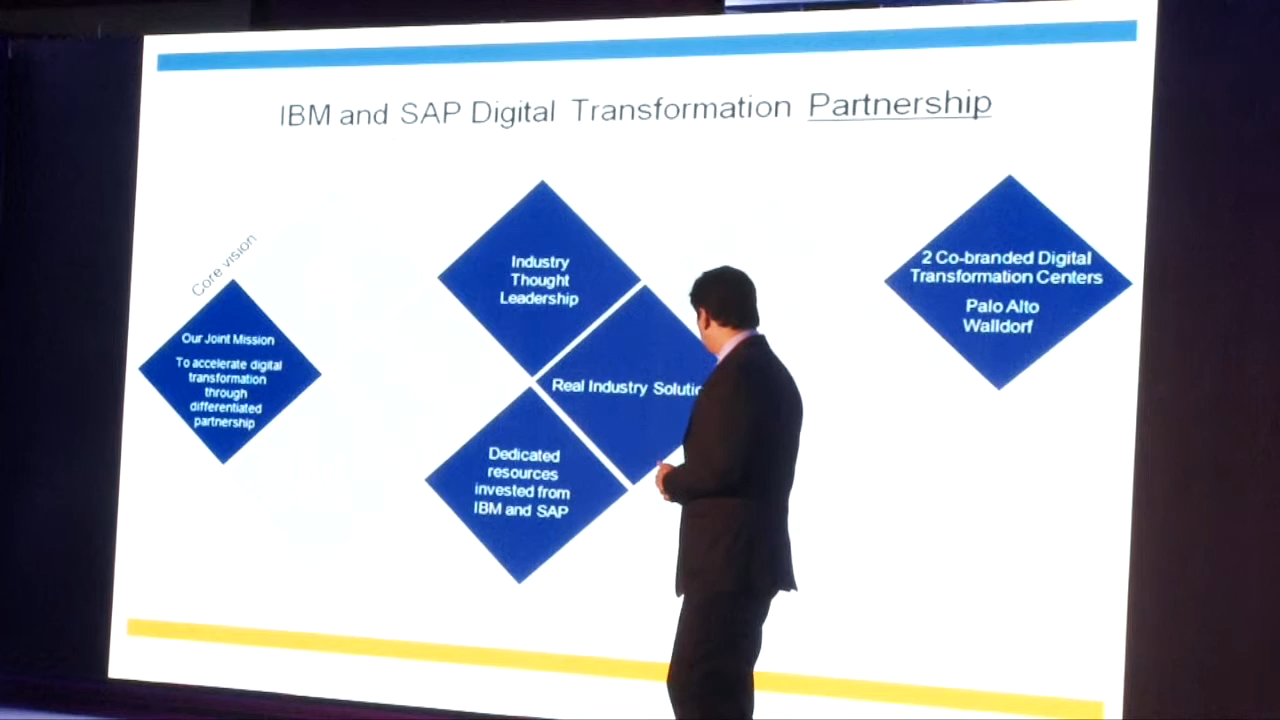 IBM and SAP Digital Transformation Partnership
Core vision
Our Joint Mission
To accelerate digital
transformation
through
differentiated
partnership
Industry
Thought
Leadership
Real Industry
Dedicated
resources
invested from
IBM and SAP
2 Co-branded Digital
Transformation Centers
Palo Alto
Walldorf